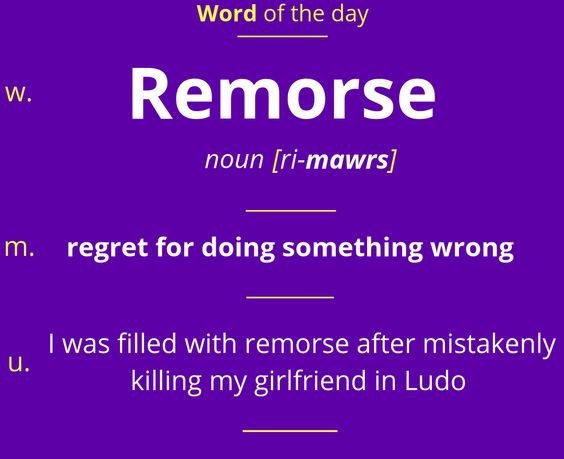 Word of the day
w.
Remorse
noun [ri-mawrs]
m.
regret for doing something wrong
u.
I was filled with remorse after mistakenly
killing my girlfriend in Ludo